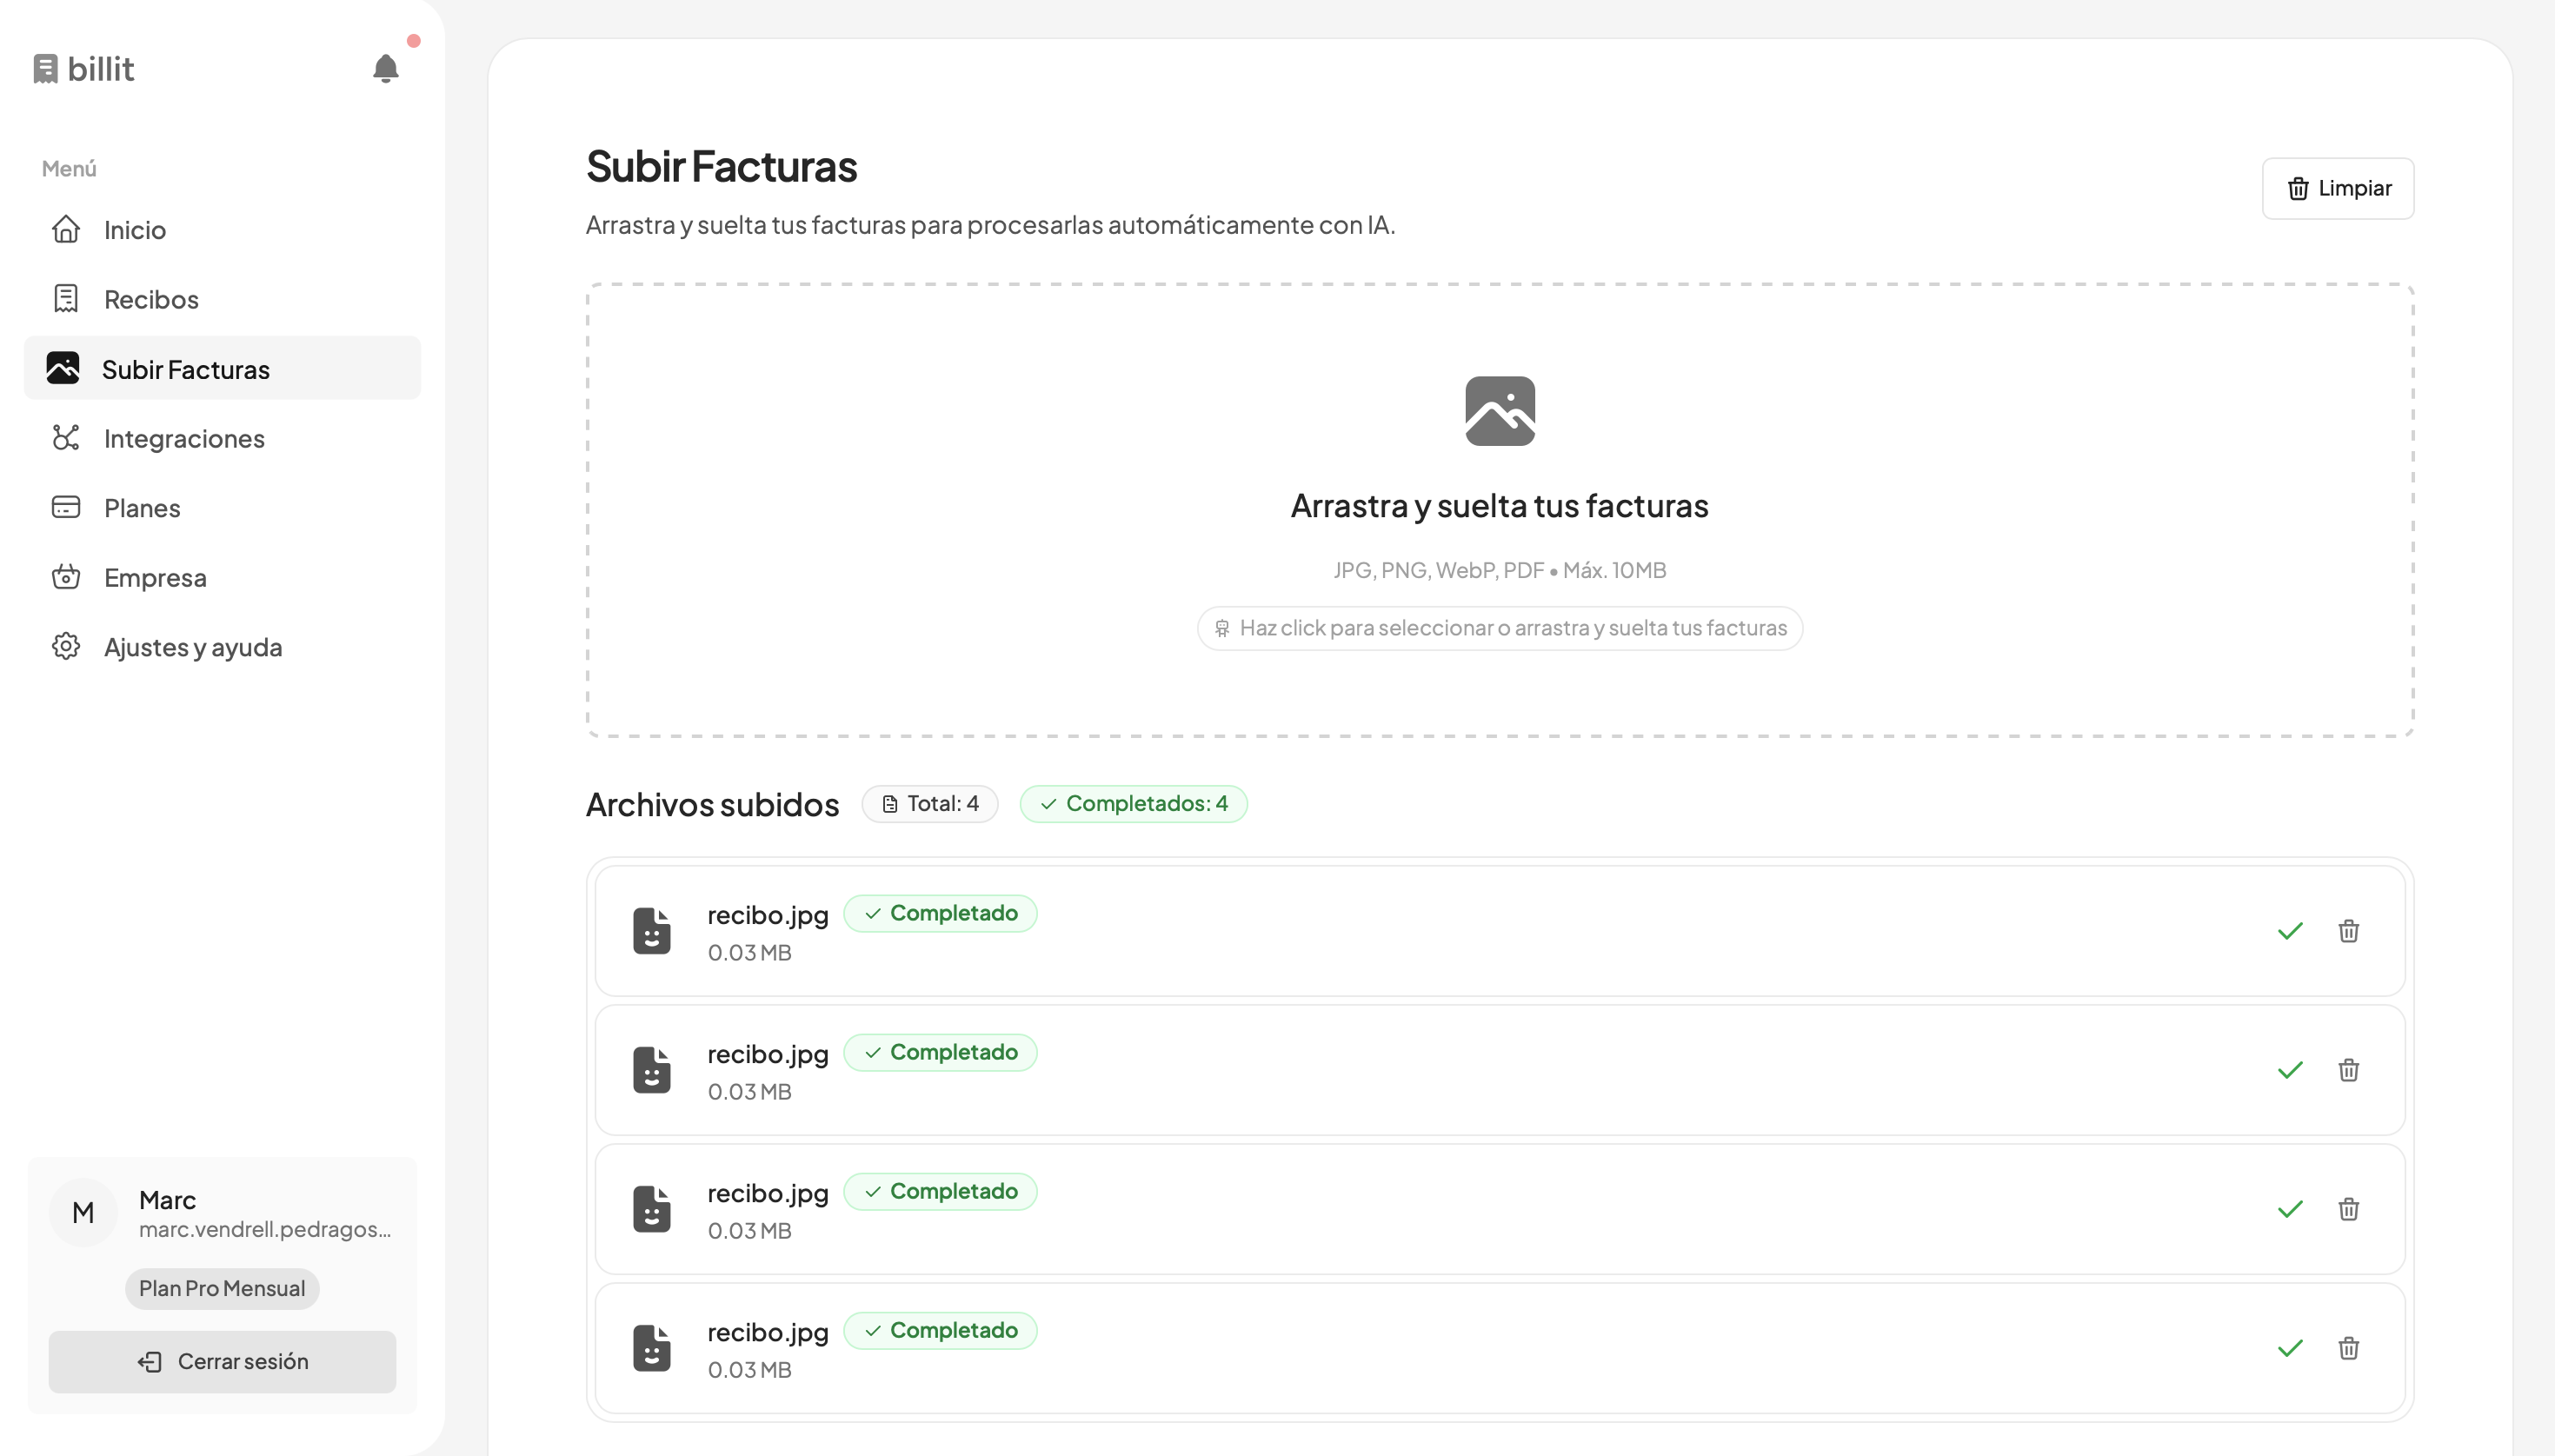 billit
Menú
Inicio
Recibos
Subir Facturas
Integraciones
Planes
Empresa
Ajustes y ayuda
M
Marc
marc.vendrell.pedragos...
Plan Pro Mensual
Cerrar sesión
Subir Facturas
Limpiar
Arrastra y suelta tus facturas para procesarlas automáticamente con IA.
Arrastra y suelta tus facturas
JPG, PNG, WebP, PDF • Máx. 10MB
Haz click para seleccionar o arrastra y suelta tus facturas
Archivos subidos Total: 4 Completados: 4
recibo.jpg Completado
0.03 MB
recibo.jpg Completado
0.03 MB
recibo.jpg Completado
0.03 MB
recibo.jpg Completado
0.03 MB